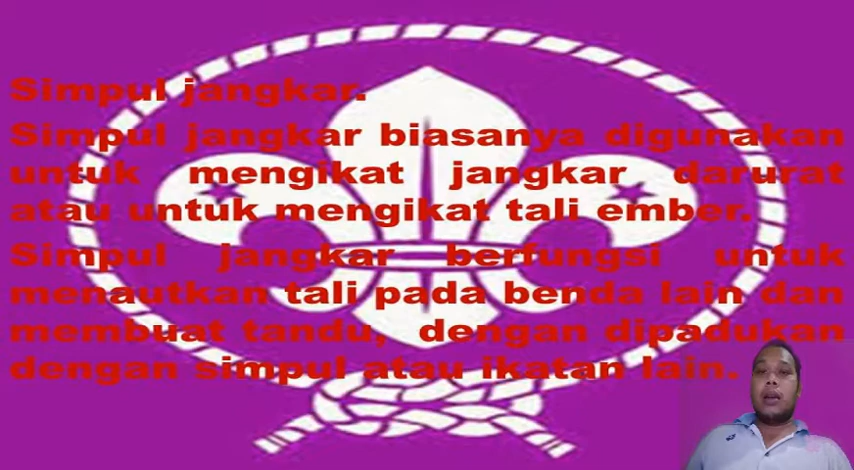 Simpul jangkar.
Simpul jangkar biasanya digunakan
untuk mengikat jangkar darurat
atau untuk mengikat tali ember.
Simpul jangkar berfungsi untuk
menautkan tali pada benda lain dan
membuat tandu, dengan dipadukan
dengan simpul atau ikatan lain.